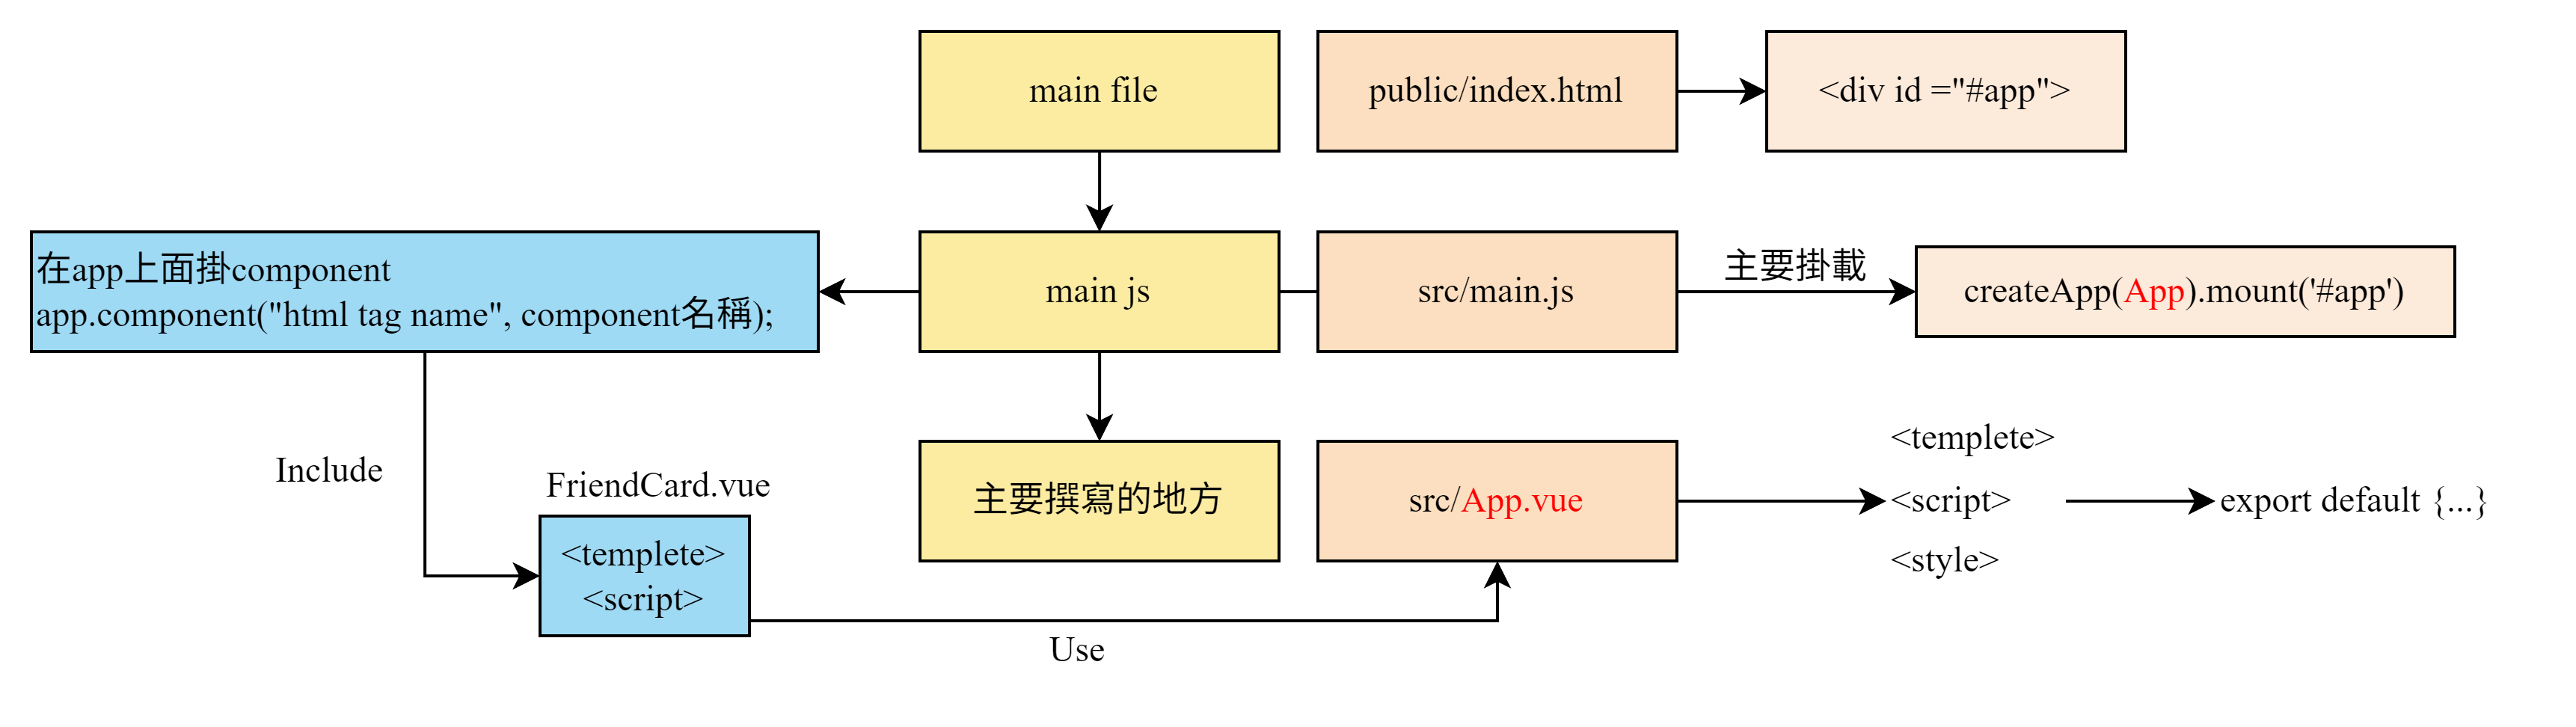 main file
public/index.html
<div id ="#app">
在app上面掛component
app.component("html tag name", component名稱);
main js
src/main.js
主要掛載
createApp(App).mount('#app')
Include
FriendCard.vue
<templete>
<script>
主要撰寫的地方
src/App.vue
<templete>
<script>
<style>
export default {...}
Use